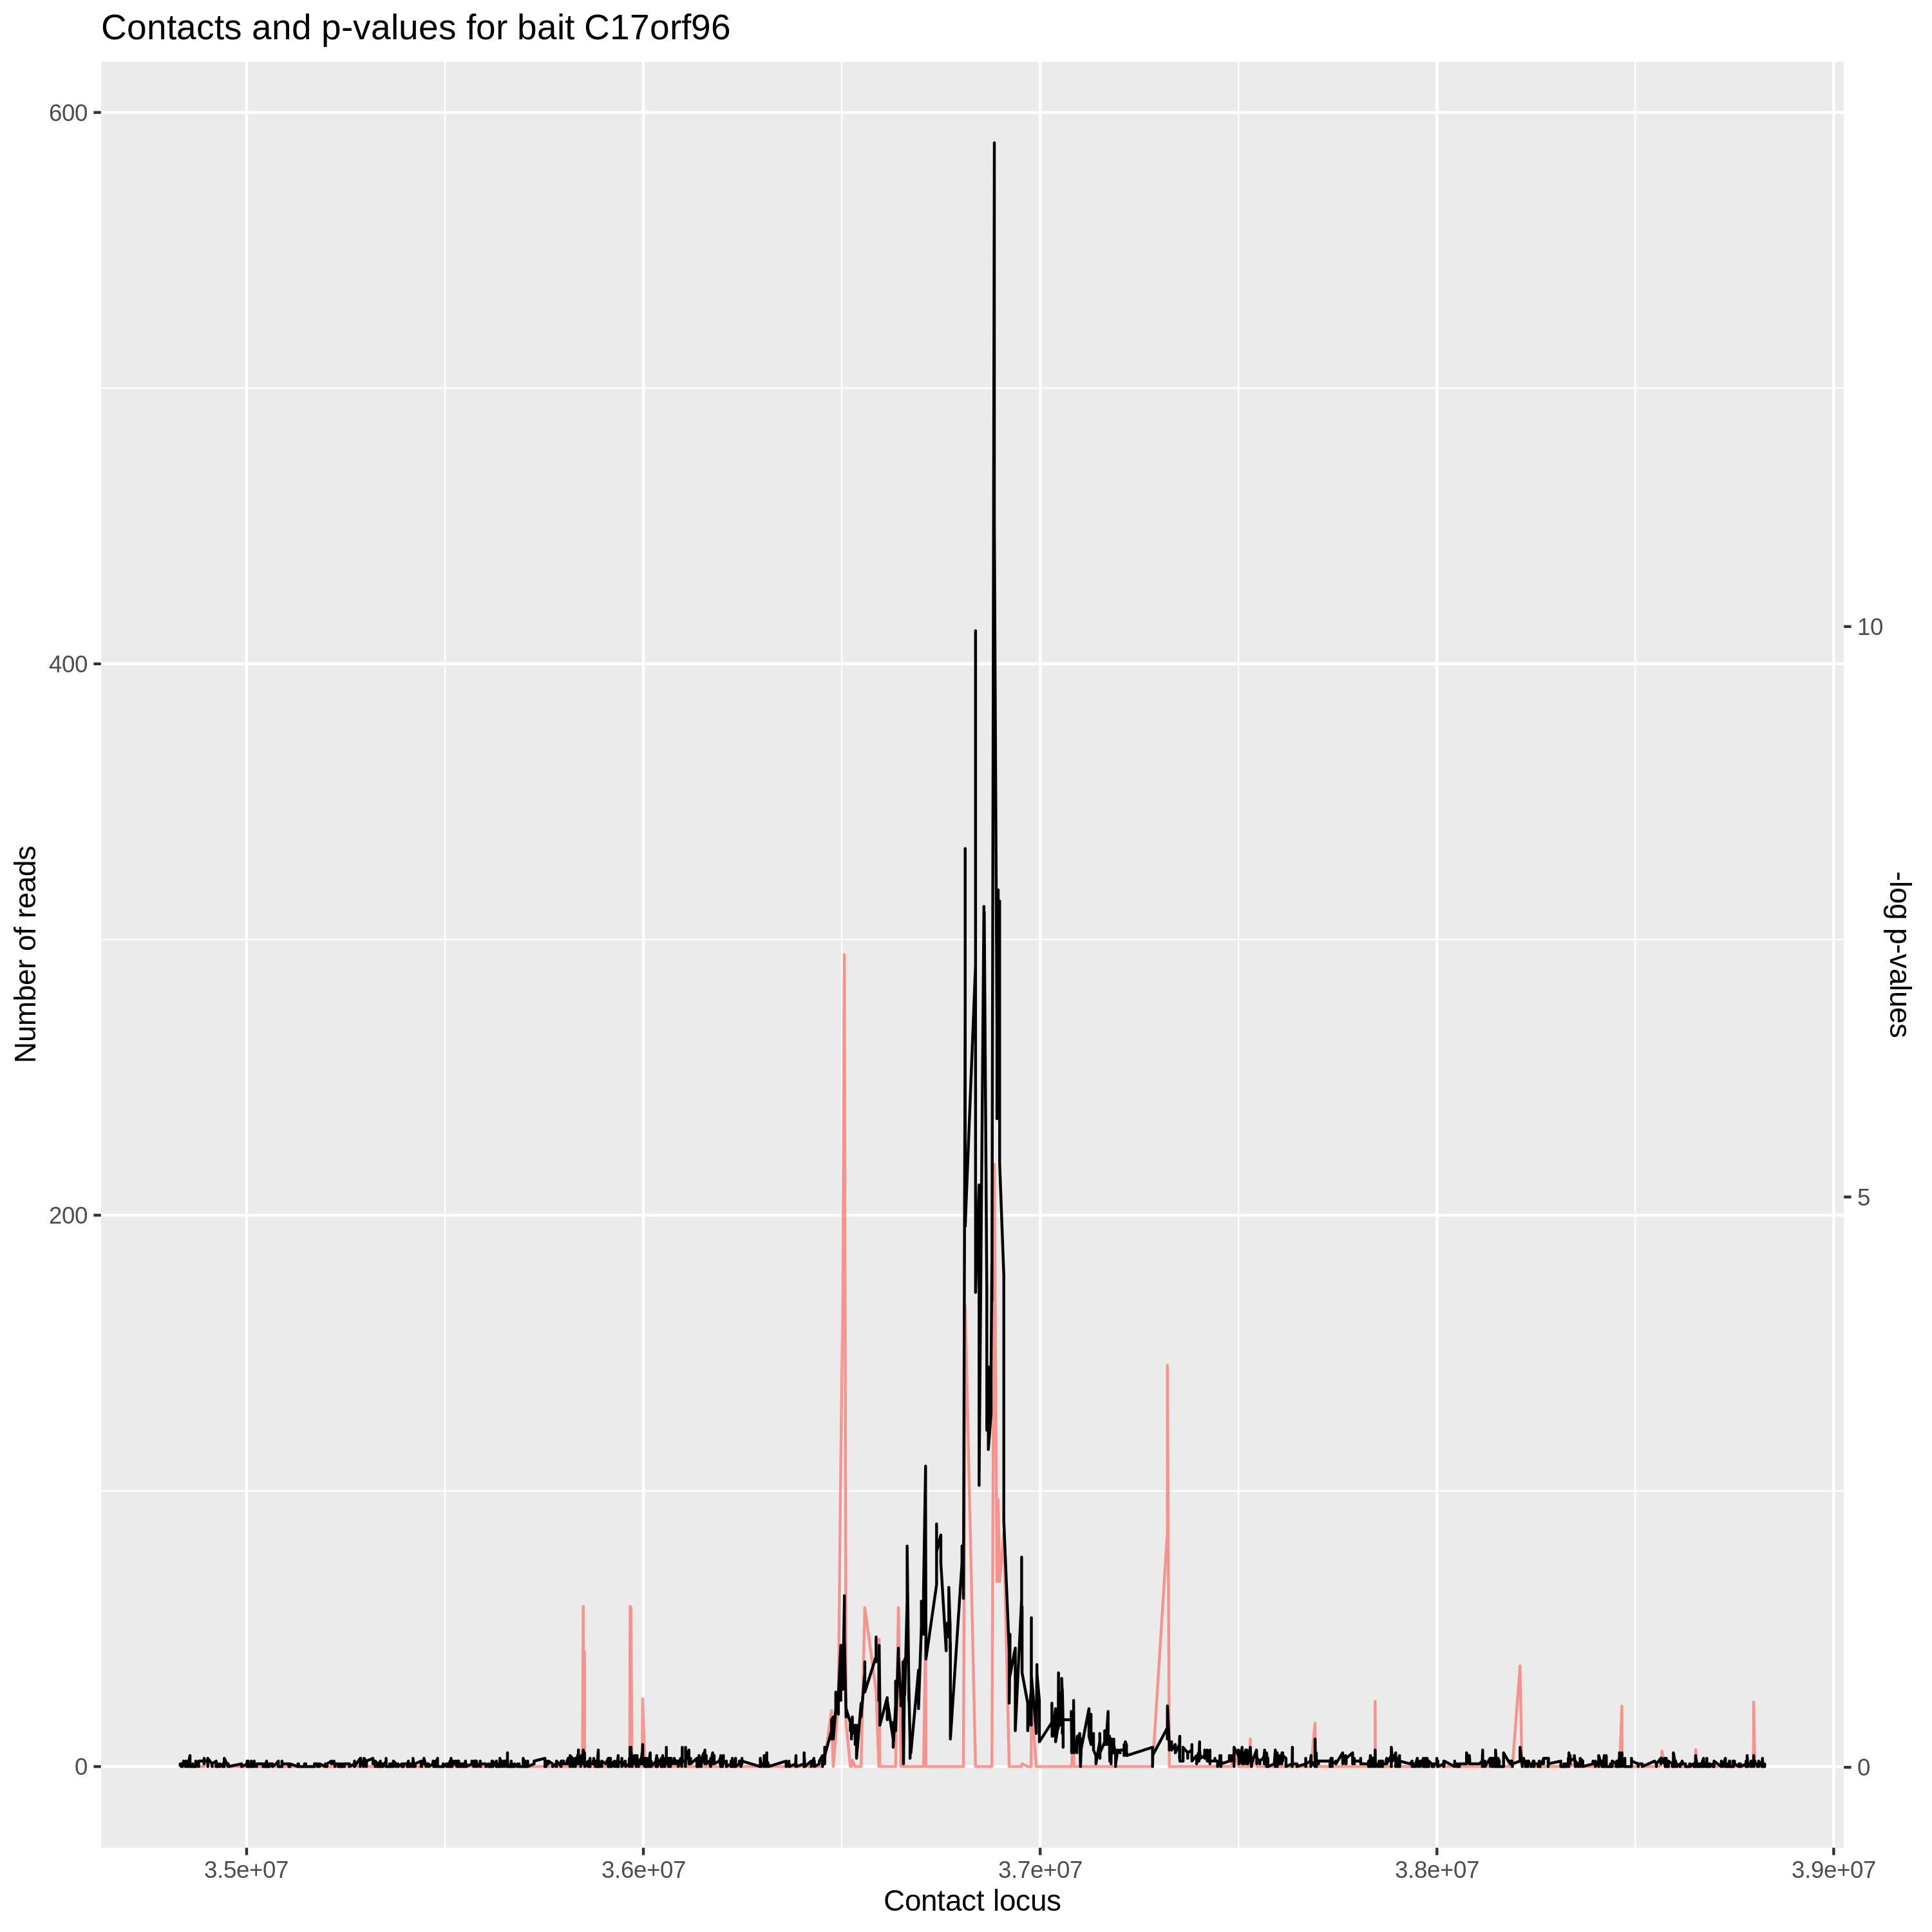 Contacts and p-values for bait C17orf96
600
400
200
0
Number of reads
10
5
0
-log p-values
3.5e+07 3.6e+07 3.7e+07 3.8e+07 3.9e+07
Contact locus